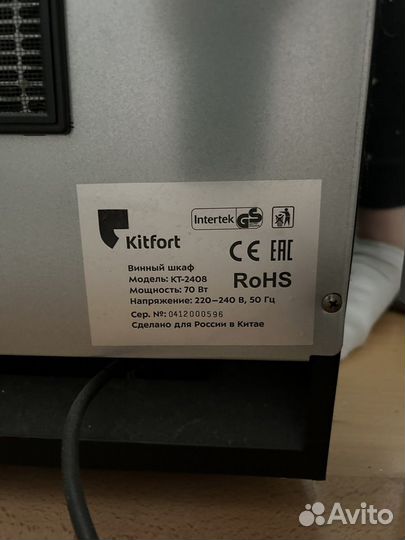 Kitfort
Intertek GS
CE EAC
RoHS
Винный шкаф
Модель: KT-2408
Мощность: 70 Вт
Напряжение: 220–240 В, 50 Гц
Сер. №: 0412000596
Сделано для России в Китае
Avito